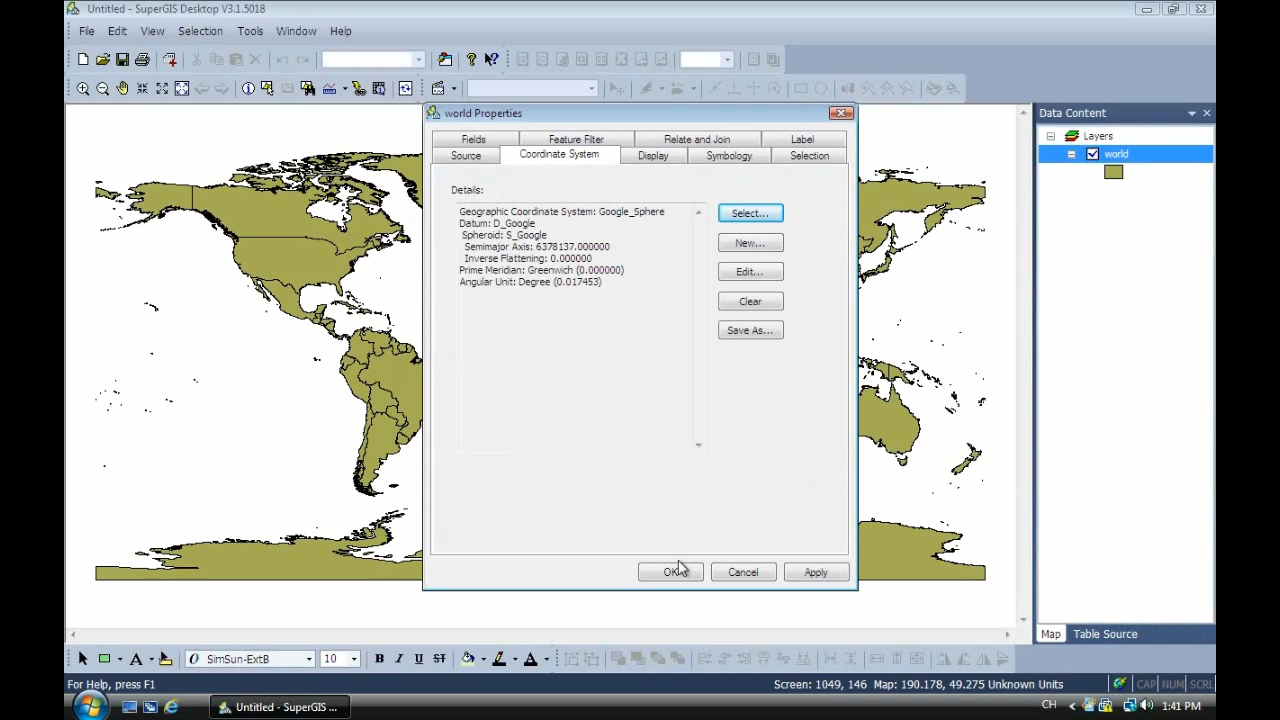 Untitled - SuperGIS Desktop V3.1.5018
File Edit View Selection Tools Window Help
world Properties
Fields Feature Filter Relate and Join Label
Source Coordinate System Display Symbology Selection
Details:
Geographic Coordinate System: Google_Sphere
Datum: D_Google
Spheroid: S_Google
Semimajor Axis: 6378137.000000
Inverse Flattening: 0.000000
Prime Meridian: Greenwich (0.000000)
Angular Unit: Degree (0.017453)
Select...
New...
Edit...
Clear
Save As...
OK Cancel Apply
Data Content
Layers
world
Map Table Source
A O SimSun-ExtB 10 B I U ST A
For Help, press F1 Screen: 1049, 146 Map: 190.178, 49.275 Unknown Units CAP NUM SCRL
Untitled - SuperGIS ... CH 1:41 PM